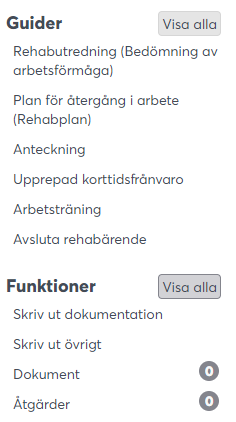 Guider Visa alla
Rehabutredning (Bedömning av
arbetsförmåga)
Plan för återgång i arbete
(Rehabplan)
Anteckning
Upprepad korttidsfrånvaro
Arbetsträning
Avsluta rehabärende
Funktioner Visa alla
Skriv ut dokumentation
Skriv ut övrigt
Dokument 0
Åtgärder 0